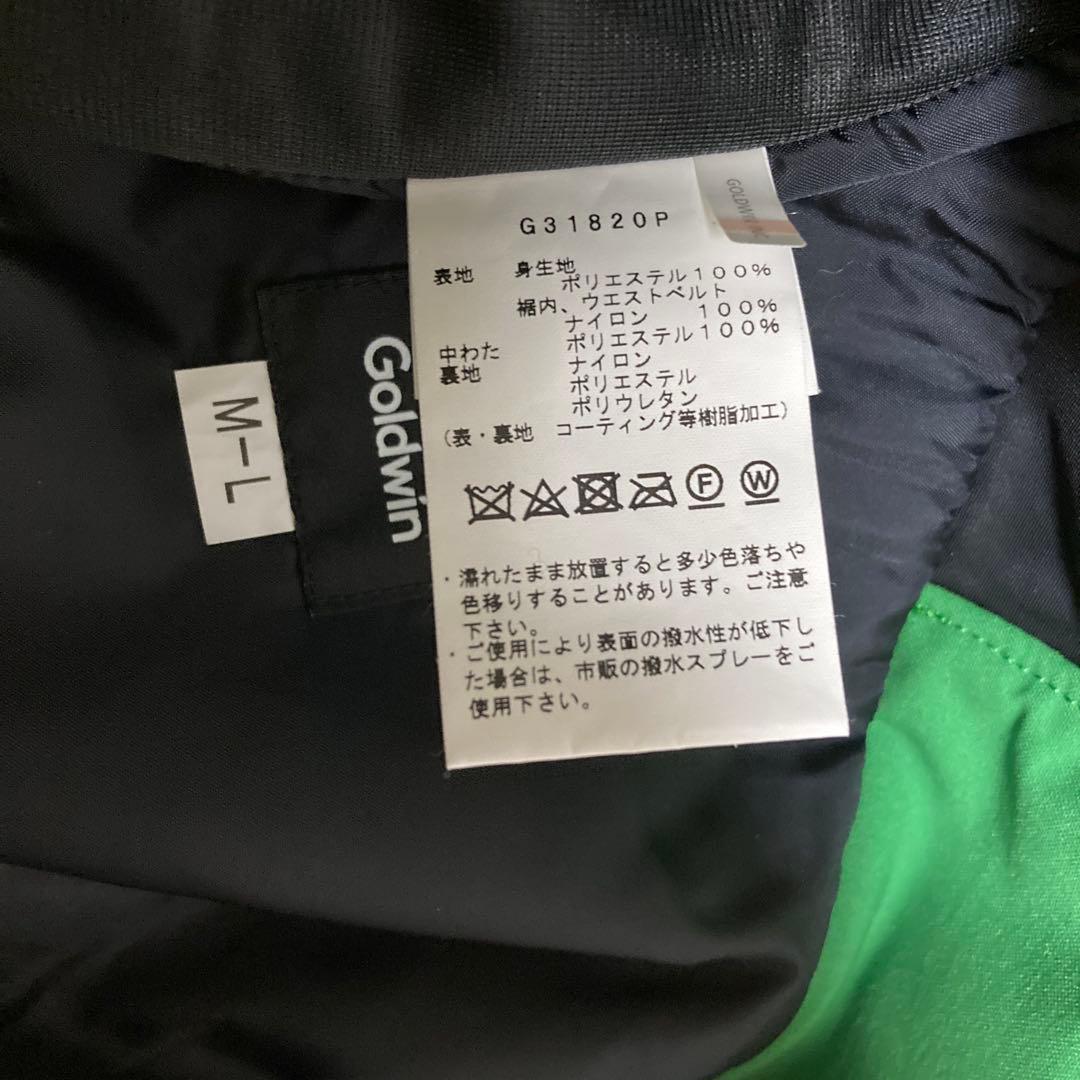 G31820P
表地 身生地
ポリエステル100%
裾内、ウエストベルト
ナイロン 100%
中わた ポリエステル100%
裏地 ナイロン
ポリエステル
ポリウレタン
(表・裏地 コーティング等樹脂加工)
F W
・濡れたまま放置すると多少色落ちや
色移りすることがあります。ご注意
下さい。
・ご使用により表面の撥水性が低下し
た場合は、市販の撥水スプレーをご
使用下さい。
Goldwin
M-L